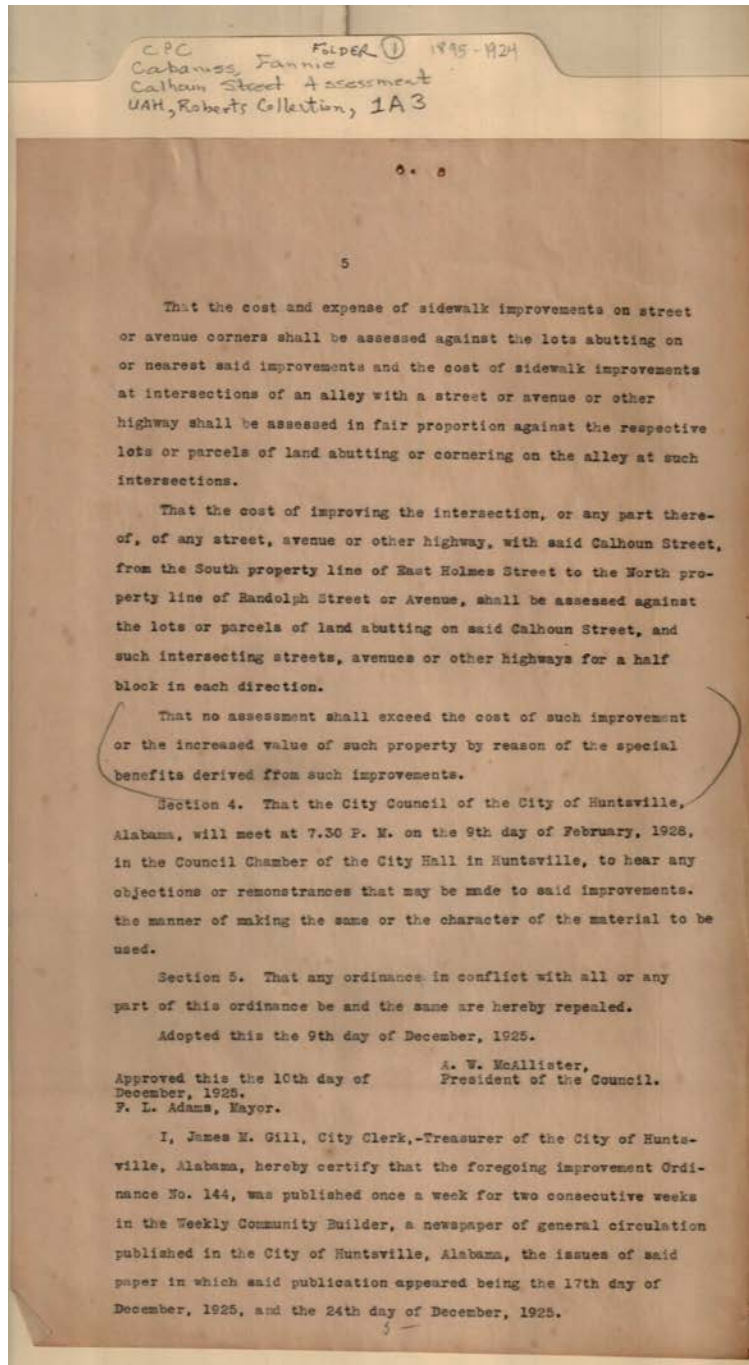 CPC FOLDER ① 1895-1924
Cabaniss, Fannie
Calhoun Street Assessment
UAH, Roberts Collection, 1A3
5
That the cost and expense of sidewalk improvements on street
or avenue corners shall be assessed against the lots abutting on
or nearest said improvements and the cost of sidewalk improvements
at intersections of an alley with a street or avenue or other
highway shall be assessed in fair proportion against the respective
lots or parcels of land abutting or cornering on the alley at such
intersections.
That the cost of improving the intersection, or any part there-
of, of any street, avenue or other highway, with said Calhoun Street,
from the South property line of East Holmes Street to the North pro-
perty line of Randolph Street or Avenue, shall be assessed against
the lots or parcels of land abutting on said Calhoun Street, and
such intersecting streets, avenues or other highways for a half
block in each direction.
That no assessment shall exceed the cost of such improvement
or the increased value of such property by reason of the special
benefits derived from such improvements.
Section 4. That the City Council of the City of Huntsville,
Alabama, will meet at 7.30 P. M. on the 9th day of February, 1928,
in the Council Chamber of the City Hall in Huntsville, to hear any
objections or remonstrances that may be made to said improvements.
the manner of making the same or the character of the material to be
used.
Section 5. That any ordinance in conflict with all or any
part of this ordinance be and the same are hereby repealed.
Adopted this the 9th day of December, 1925.
A. W. McAllister,
President of the Council.
Approved this the 10th day of
December, 1925.
F. L. Adams, Mayor.
I, James M. Gill, City Clerk,-Treasurer of the City of Hunts-
ville, Alabama, hereby certify that the foregoing improvement Ordi-
nance No. 144, was published once a week for two consecutive weeks
in the Weekly Community Builder, a newspaper of general circulation
published in the City of Huntsville, Alabama, the issues of said
paper in which said publication appeared being the 17th day of
December, 1925, and the 24th day of December, 1925.
5 —